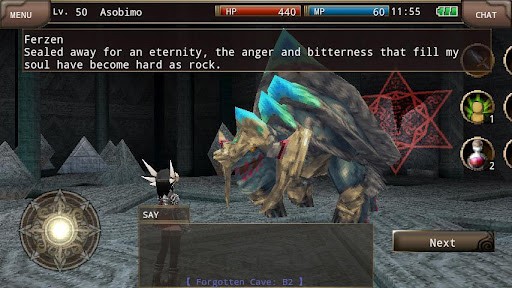 MENU
Lv. 50 Asobimo
HP 440
MP 60
11:55
CHAT
Ferzen
Sealed away for an eternity, the anger and bitterness that fill my
soul have become hard as rock.
1
1
SAY
Next
[ Forgotten Cave: B2 ]